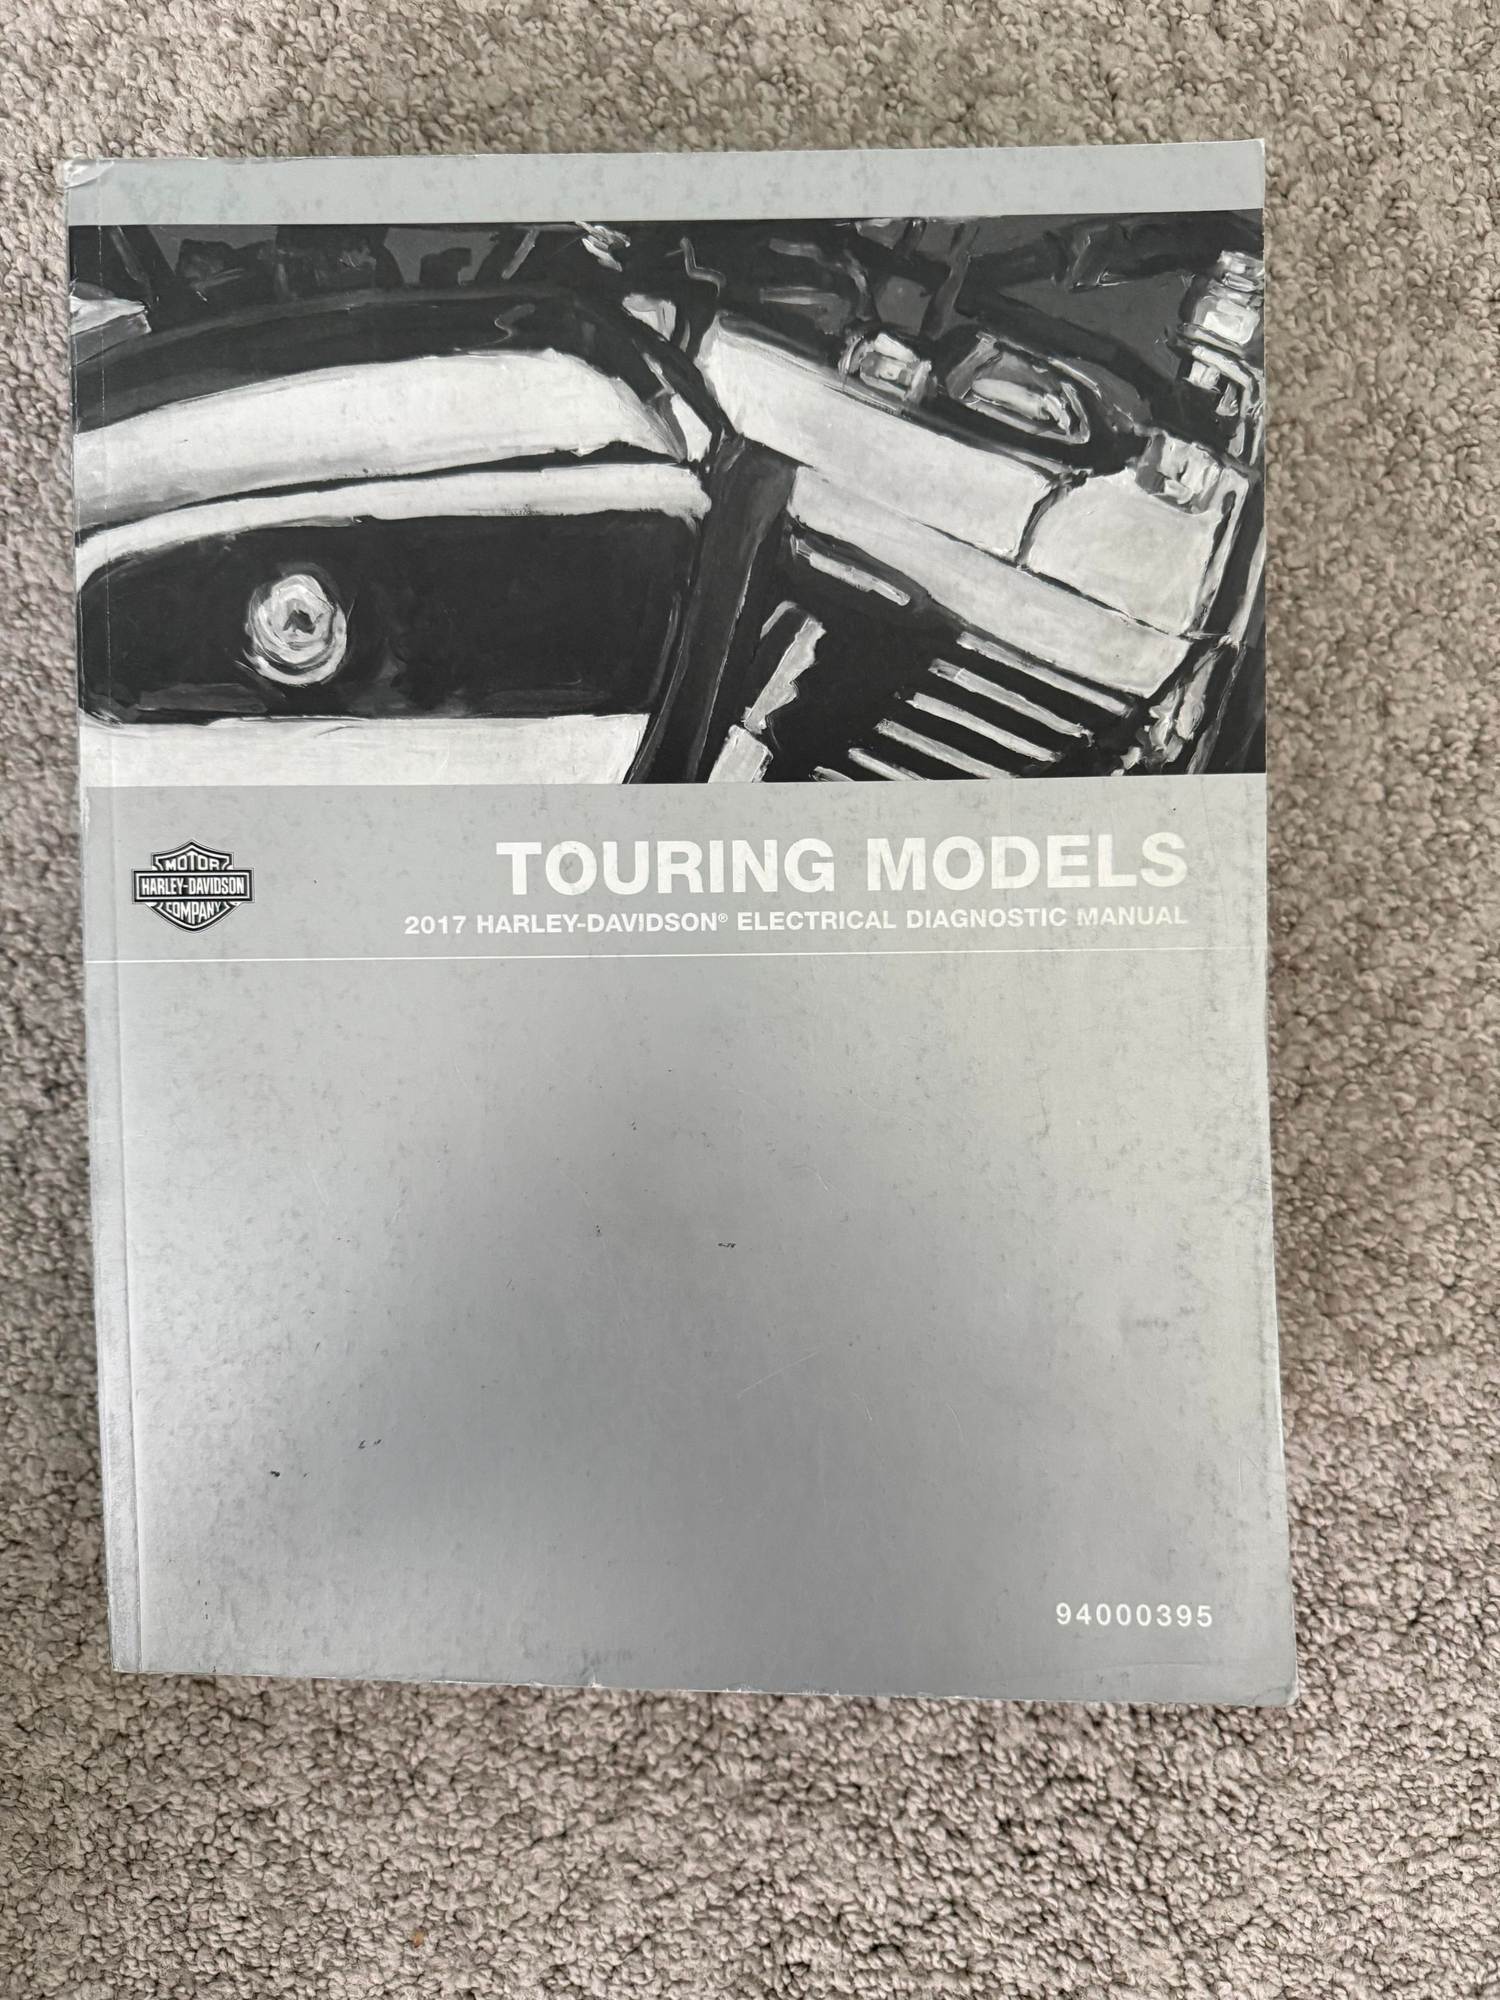 TOURING MODELS
MOTOR
HARLEY-DAVIDSON
COMPANY
2017 HARLEY-DAVIDSON® ELECTRICAL DIAGNOSTIC MANUAL
94000395